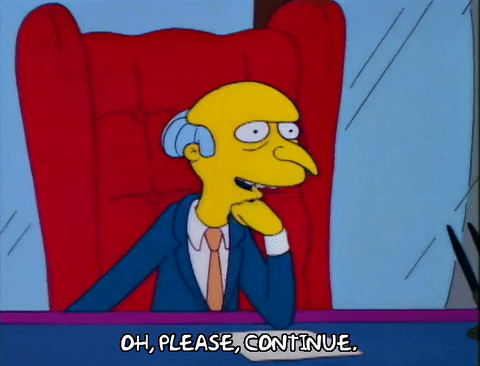 OH, PLEASE, CONTINUE.